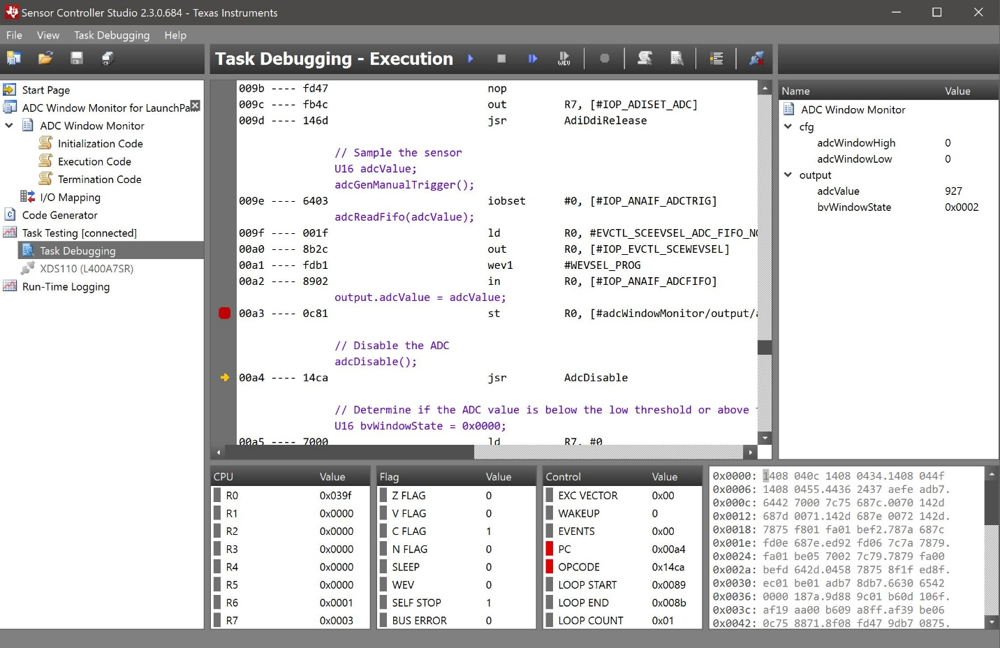 Sensor Controller Studio 2.3.0.684 - Texas Instruments
File View Task Debugging Help
Task Debugging - Execution
WEV
Start Page
ADC Window Monitor for LaunchPa
ADC Window Monitor
Initialization Code
Execution Code
Termination Code
I/O Mapping
Code Generator
Task Testing [connected]
Task Debugging
XDS110 (L400A7SR)
Run-Time Logging
009b ---- fd47 nop
009c ---- fb4c out R7, [#IOP_ADISET_ADC]
009d ---- 146d jsr AdiDdiRelease
// Sample the sensor
U16 adcValue;
adcGenManualTrigger();
009e ---- 6403 iobset #0, [#IOP_ANAIF_ADCTRIG]
adcReadFifo(adcValue);
009f ---- 001f ld R0, #EVCTL_SCEEVSEL_ADC_FIFO_N
00a0 ---- 8b2c out R0, [#IOP_EVCTL_SCEWEVSEL]
00a1 ---- fdb1 wev1 #WEVSEL_PROG
00a2 ---- 8902 in R0, [#IOP_ANAIF_ADCFIFO]
output.adcValue = adcValue;
00a3 ---- 0c81 st R0, [#adcWindowMonitor/output/
// Disable the ADC
adcDisable();
00a4 ---- 14ca jsr AdcDisable
// Determine if the ADC value is below the low threshold or above
U16 bvWindowState = 0x0000;
00a5 ---- 7000 ld R7, #0
Name Value
ADC Window Monitor
cfg
adcWindowHigh 0
adcWindowLow 0
output
adcValue 927
bvWindowState 0x0002
CPU Value
R0 0x039f
R1 0x0000
R2 0x0000
R3 0x0000
R4 0x0000
R5 0x0000
R6 0x0001
R7 0x0003
Flag Value
Z FLAG 0
V FLAG 0
C FLAG 1
N FLAG 0
SLEEP 0
WEV 0
SELF STOP 1
BUS ERROR 0
Control Value
EXC VECTOR 0x00
WAKEUP 0
EVENTS 0x00
PC 0x00a4
OPCODE 0x14ca
LOOP START 0x0089
LOOP END 0x008b
LOOP COUNT 0x01
0x0000: 1408 040c 1408 0434.1408 044f
0x0006: 1408 0455.4436 2437 aefe adb7.
0x000c: 6442 7000 7c75 687c.0070 142d
0x0012: 687d 0071.142d 687e 0072 142d.
0x0018: 7875 f801 fa01 bef2.787a 687c
0x001e: fd0e 687e.ed92 fd06 7c7a 7879.
0x0024: fa01 be05 7002 7c79.7879 fa00
0x002a: befd 642d.0458 7875 8f1f ed8f.
0x0030: ec01 be01 adb7 8db7.6630 6542
0x0036: 0000 187a.9d88 9c01 b60d 106f.
0x003c: af19 aa00 b609 a8ff.af39 be06
0x0042: 0c75 8871.8f08 fd47 9db7 0875.